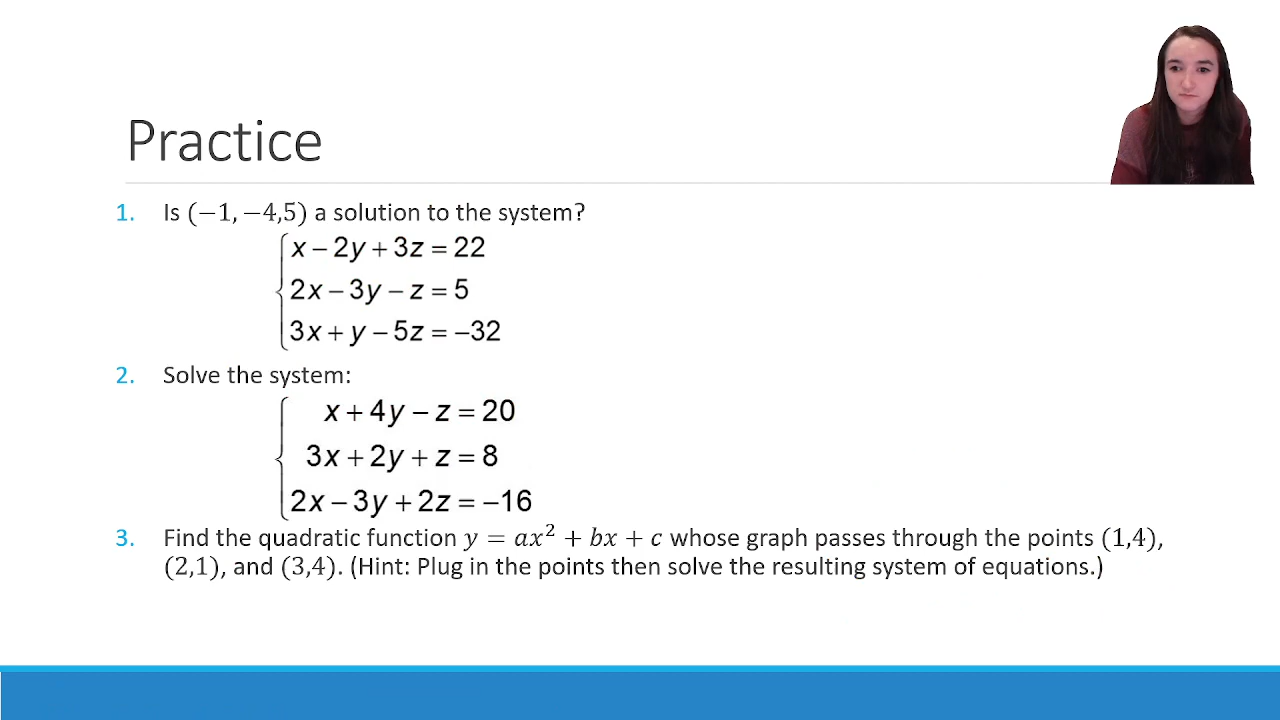 Practice
1. Is (−1, −4,5) a solution to the system?
x − 2y + 3z = 22
2x − 3y − z = 5
3x + y − 5z = −32
2. Solve the system:
x + 4y − z = 20
3x + 2y + z = 8
2x − 3y + 2z = −16
3. Find the quadratic function y = ax² + bx + c whose graph passes through the points (1,4),
(2,1), and (3,4). (Hint: Plug in the points then solve the resulting system of equations.)